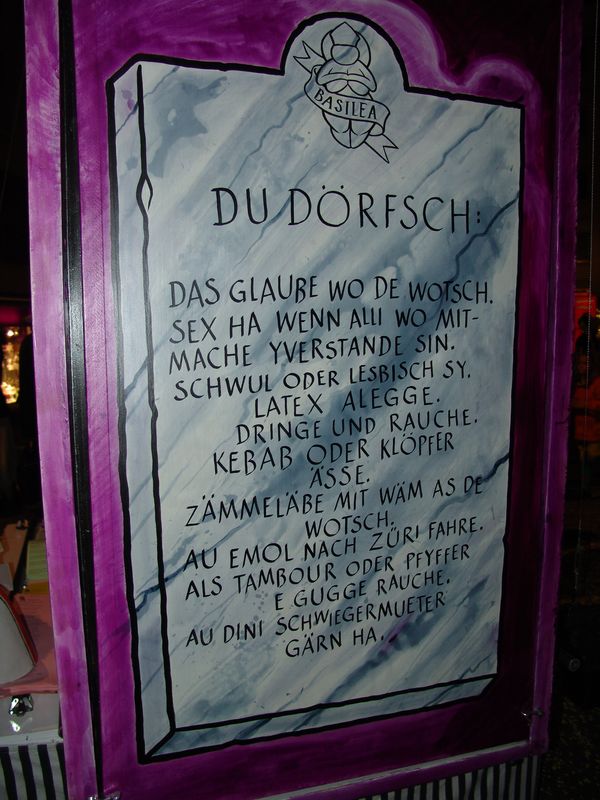 BASILEA
DU DÖRFSCH:
DAS GLAUBE WO DE WOTSCH.
SEX HA WENN ALLI WO MIT-
MACHE YVERSTANDE SIN.
SCHWUL ODER LESBISCH SY.
LATEX ALEGGE.
DRINGE UND RAUCHE.
KEBAB ODER KLÖPFER
ÄSSE.
ZÄMMELÄBE MIT WÄM AS DE
WOTSCH.
AU EMOL NACH ZÜRI FAHRE.
ALS TAMBOUR ODER PFYFFER
E GUGGE RAUCHE.
AU DINI SCHWIEGERMUETER
GÄRN HA.